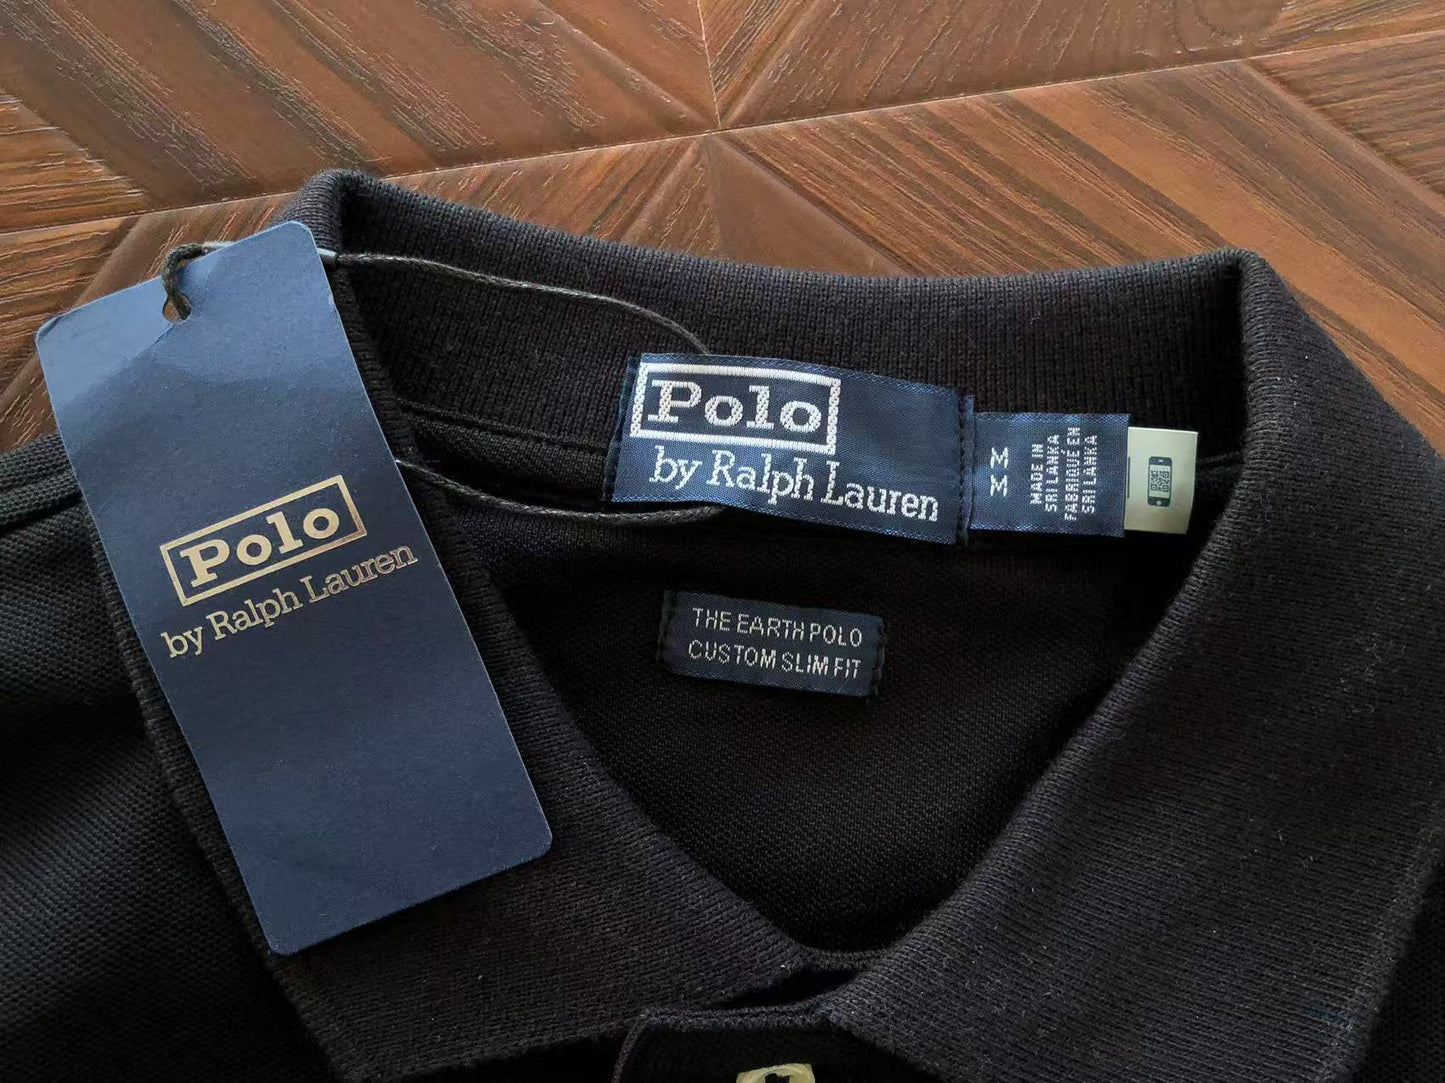 Polo
by Ralph Lauren
Polo
by Ralph Lauren
M
M
MADE IN
SRI LANKA
FABRIQUÉ EN
SRI LANKA
THE EARTH POLO
CUSTOM SLIM FIT